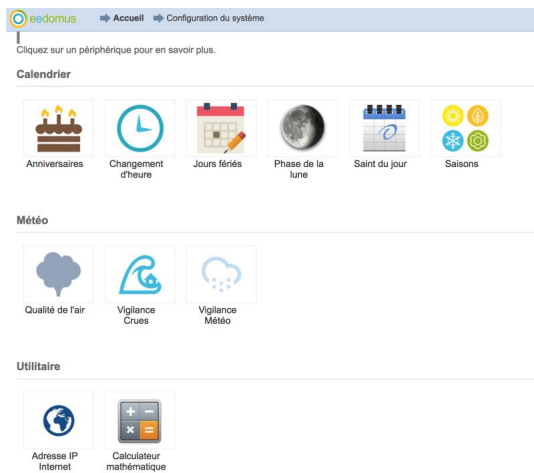 eedomus Accueil Configuration du système
Cliquez sur un périphérique pour en savoir plus.
Calendrier
Anniversaires
Changement
d'heure
Jours fériés
Phase de la
lune
Saint du jour
Saisons
Météo
Qualité de l'air
Vigilance
Crues
Vigilance
Météo
Utilitaire
Adresse IP
Internet
Calculateur
mathématique